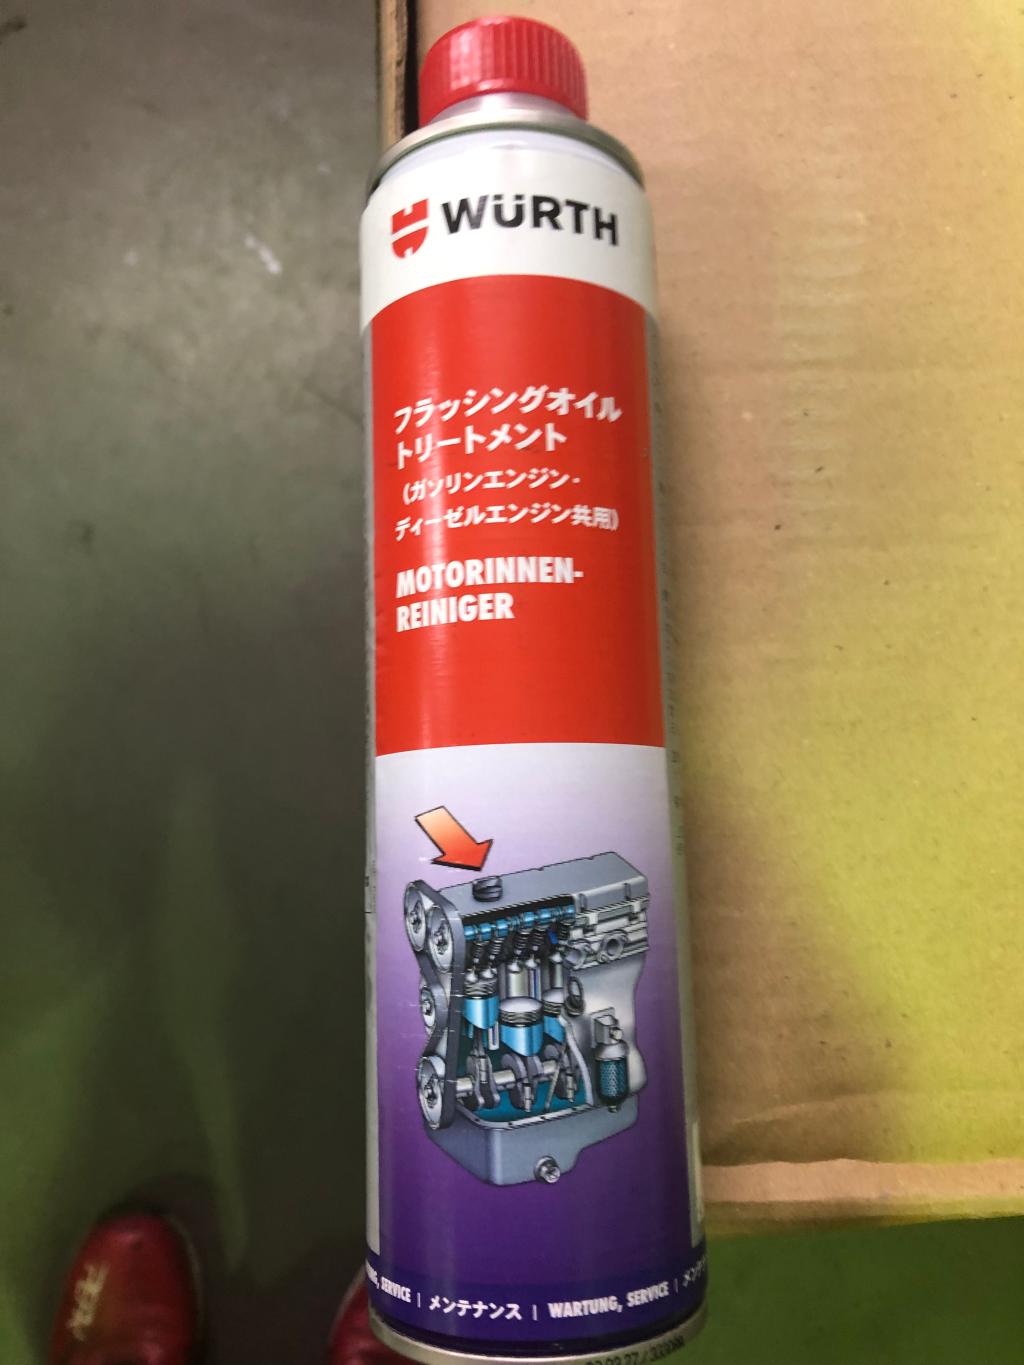 WÜRTH
フラッシングオイル
トリートメント
(ガソリンエンジン・
ディーゼルエンジン共用)
MOTORINNEN-
REINIGER
SERVICE | メンテナンス | WARTUNG, SERVICE |